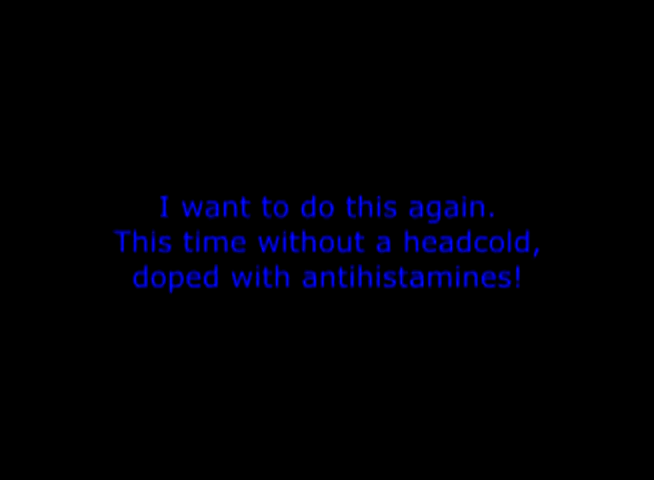 I want to do this again.
This time without a headcold,
doped with antihistamines!